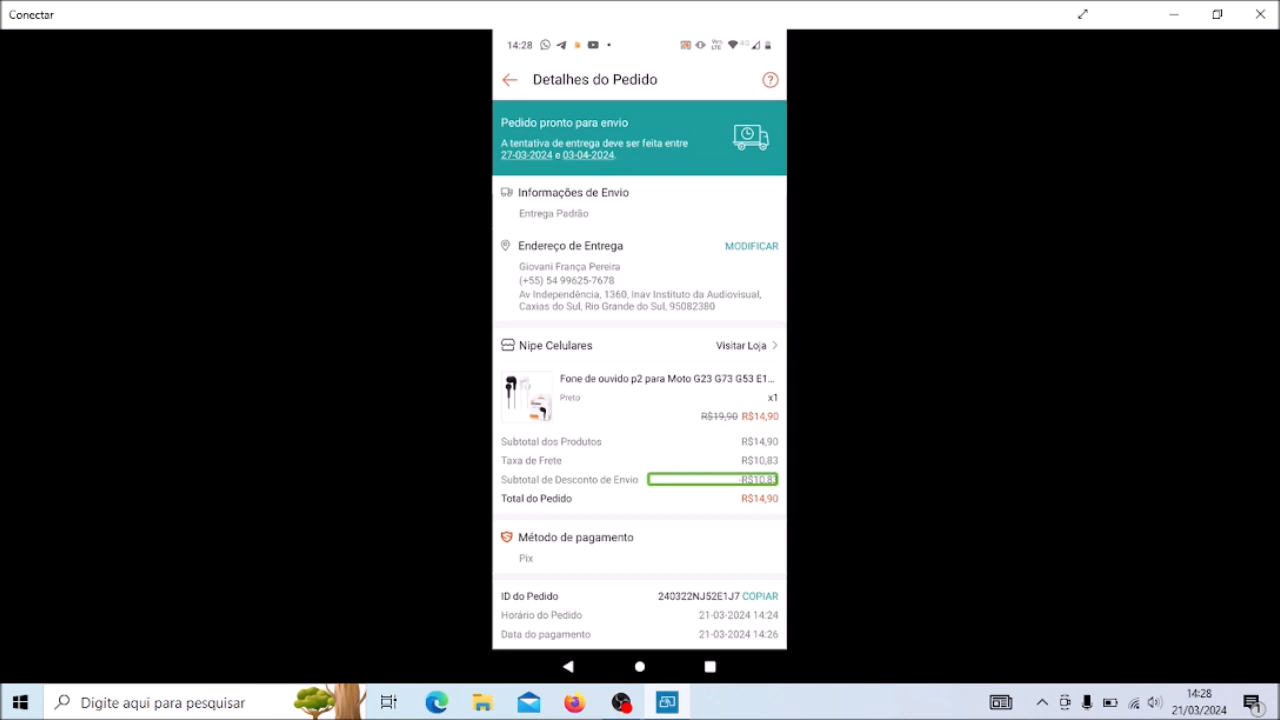 Conectar
14:28
Detalhes do Pedido
Pedido pronto para envio
A tentativa de entrega deve ser feita entre
27-03-2024 e 03-04-2024.
Informações de Envio
Entrega Padrão
Endereço de Entrega MODIFICAR
Giovani França Pereira
(+55) 54 99625-7678
Av Independência, 1360, Inav Instituto da Audiovisual,
Caxias do Sul, Rio Grande do Sul, 95082380
Nipe Celulares Visitar Loja
Fone de ouvido p2 para Moto G23 G73 G53 E1...
Preto x1
R$19,90 R$14,90
Subtotal dos Produtos R$14,90
Taxa de Frete R$10,83
Subtotal de Desconto de Envio -R$10,83
Total do Pedido R$14,90
Método de pagamento
Pix
ID do Pedido 240322NJ52E1J7 COPIAR
Horário do Pedido 21-03-2024 14:24
Data do pagamento 21-03-2024 14:26
Digite aqui para pesquisar
14:28
21/03/2024